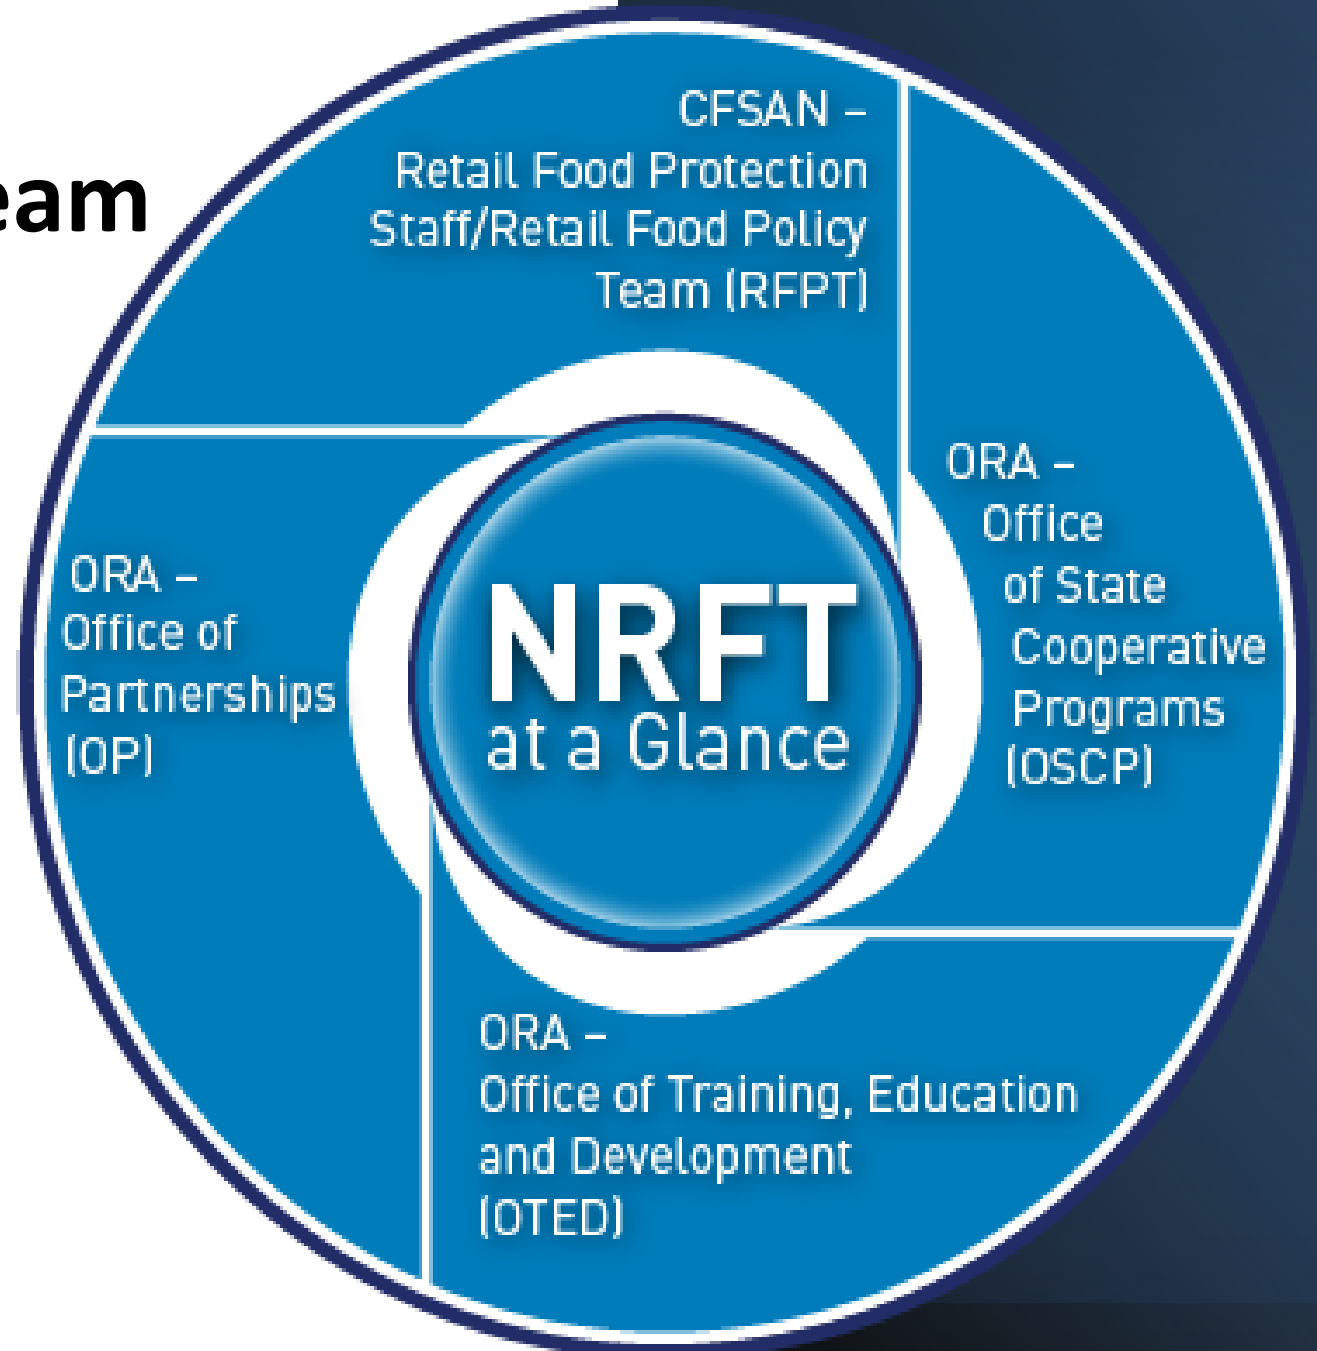 eam
CFSAN –
Retail Food Protection
Staff/Retail Food Policy
Team (RFPT)
ORA –
Office
of State
Cooperative
Programs
(OSCP)
ORA –
Office of
Partnerships
(OP)
NRFT
at a Glance
ORA –
Office of Training, Education
and Development
(OTED)